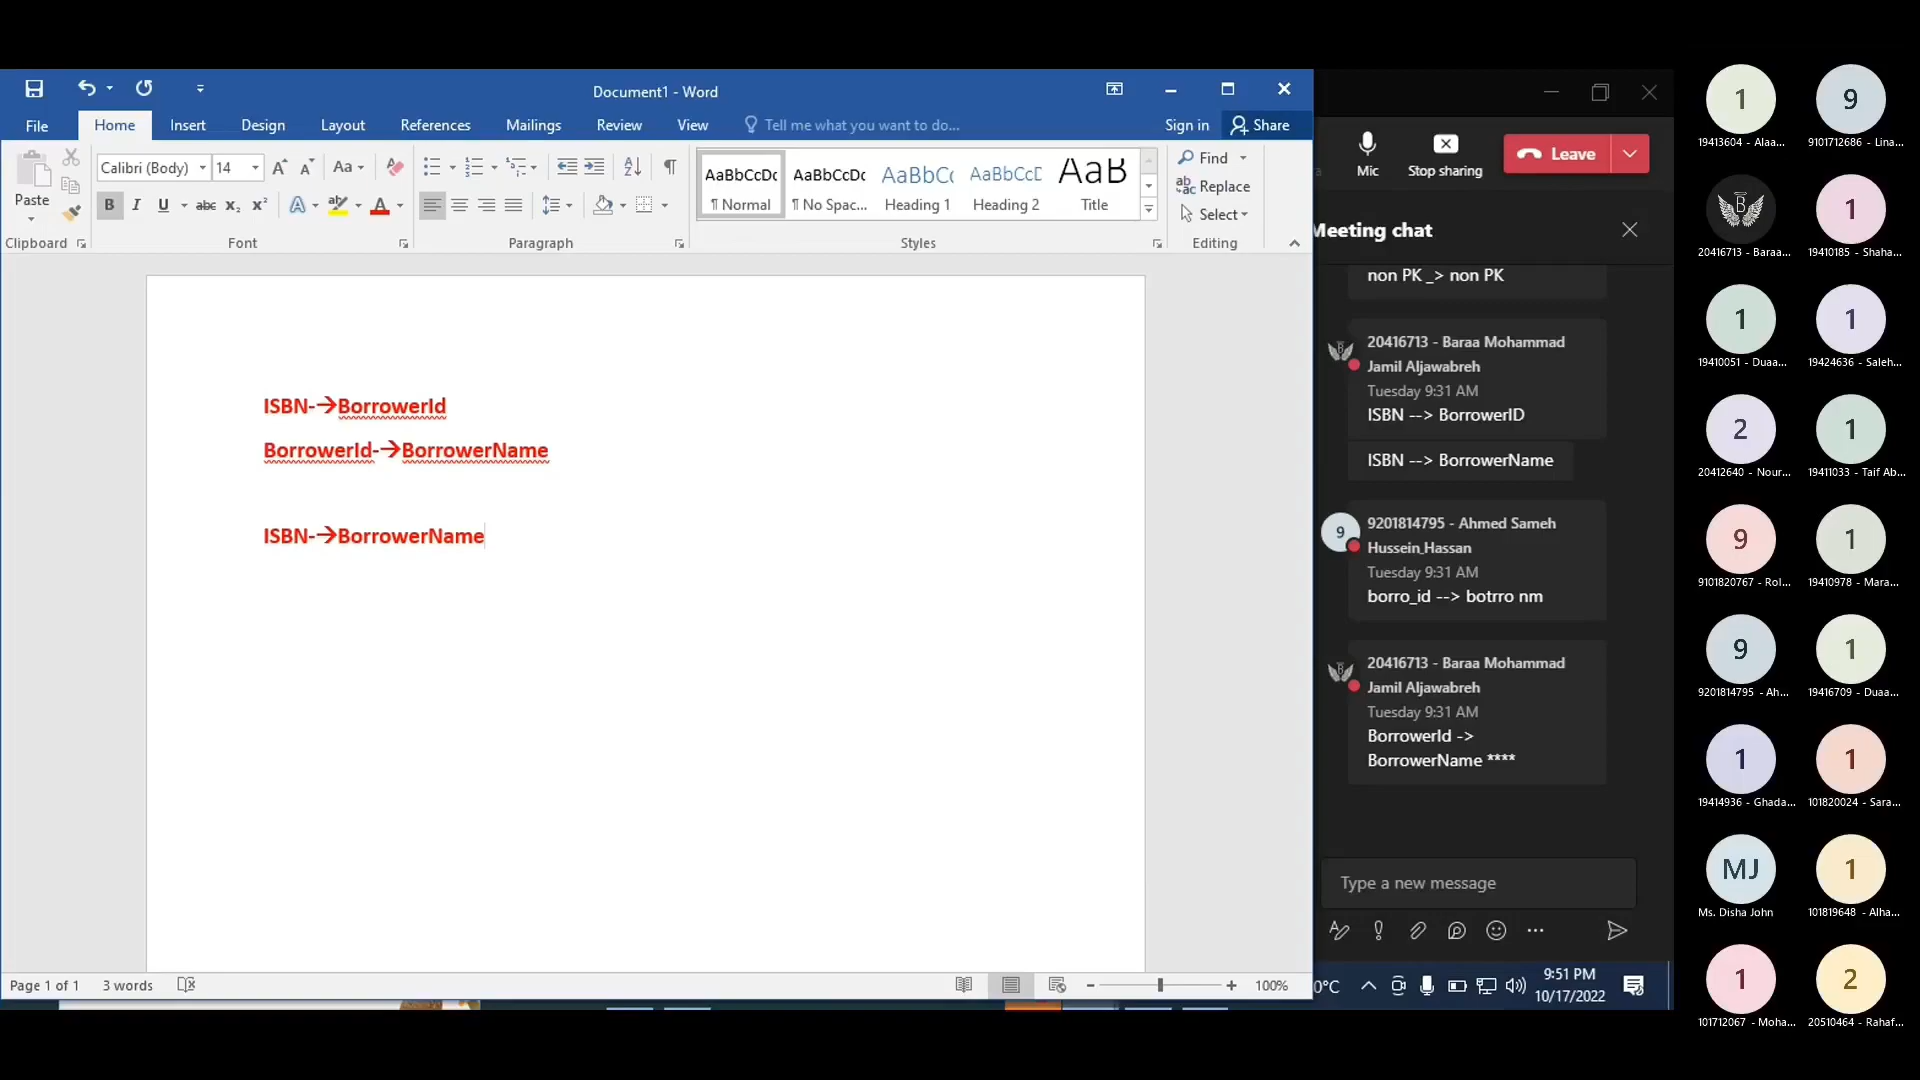 Document1 - Word
File
Home
Insert
Design
Layout
References
Mailings
Review
View
Tell me what you want to do...
Sign in
Share
Paste
Clipboard
Calibri (Body)
14
Aa
B I U abc x₂ x²
A
Font
Paragraph
AaBbCcDc
¶ Normal
AaBbCcDc
¶ No Spac...
AaBbCc
Heading 1
AaBbCcD
Heading 2
AaB
Title
Styles
Find
Replace
Select
Editing
ISBN-→BorrowerId
BorrowerId-→BorrowerName
ISBN-→BorrowerName
Page 1 of 1
3 words
100%
Mic
Stop sharing
Leave
Meeting chat
non PK _> non PK
20416713 - Baraa Mohammad
Jamil Aljawabreh
Tuesday 9:31 AM
ISBN --> BorrowerID
ISBN --> BorrowerName
9
9201814795 - Ahmed Sameh
Hussein_Hassan
Tuesday 9:31 AM
borro_id --> botrro nm
20416713 - Baraa Mohammad
Jamil Aljawabreh
Tuesday 9:31 AM
BorrowerId ->
BorrowerName ****
Type a new message
0°C
9:51 PM
10/17/2022
1
19413604 - Alaa...
9
9101712686 - Lina...
B
20416713 - Baraa...
1
19410185 - Shaha...
1
19410051 - Duaa...
1
19424636 - Saleh...
2
20412640 - Nour...
1
19411033 - Taif Ab...
9
9101820767 - Rol...
1
19410978 - Mara...
9
9201814795 - Ah...
1
19416709 - Duaa...
1
19414936 - Ghada...
1
101820024 - Sara...
MJ
Ms. Disha John
1
101819648 - Alha...
1
101712067 - Moha...
2
20510464 - Rahaf...